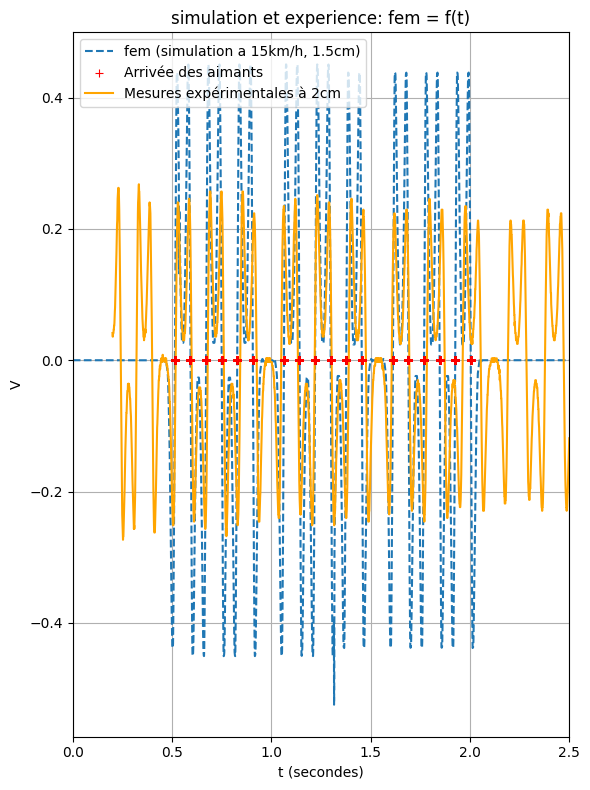 simulation et experience: fem = f(t)
fem (simulation a 15km/h, 1.5cm)
Arrivée des aimants
Mesures expérimentales à 2cm
V
0.4
0.2
0.0
−0.2
−0.4
0.0 0.5 1.0 1.5 2.0 2.5
t (secondes)